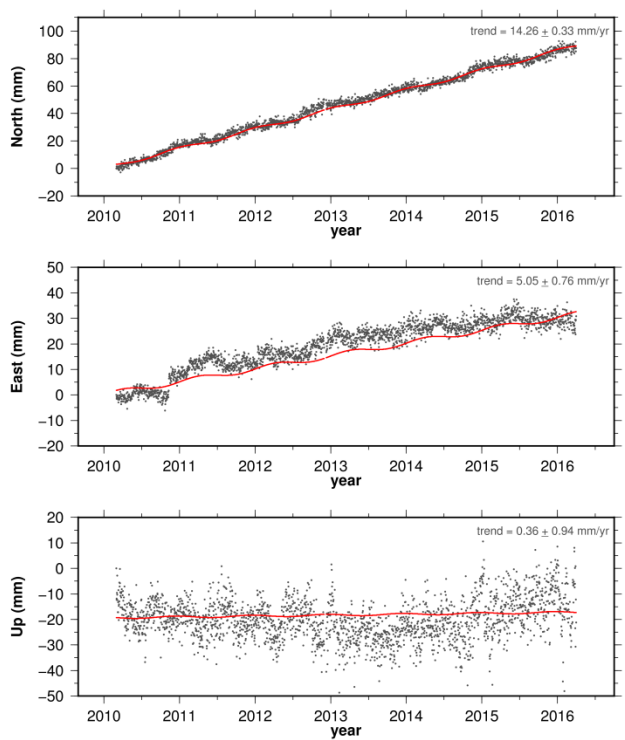 trend = 14.26 ± 0.33 mm/yr
North (mm)
100
80
60
40
20
0
−20
2010 2011 2012 2013 2014 2015 2016
year
trend = 5.05 ± 0.76 mm/yr
East (mm)
50
40
30
20
10
0
−10
−20
2010 2011 2012 2013 2014 2015 2016
year
trend = 0.36 ± 0.94 mm/yr
Up (mm)
20
10
0
−10
−20
−30
−40
−50
2010 2011 2012 2013 2014 2015 2016
year